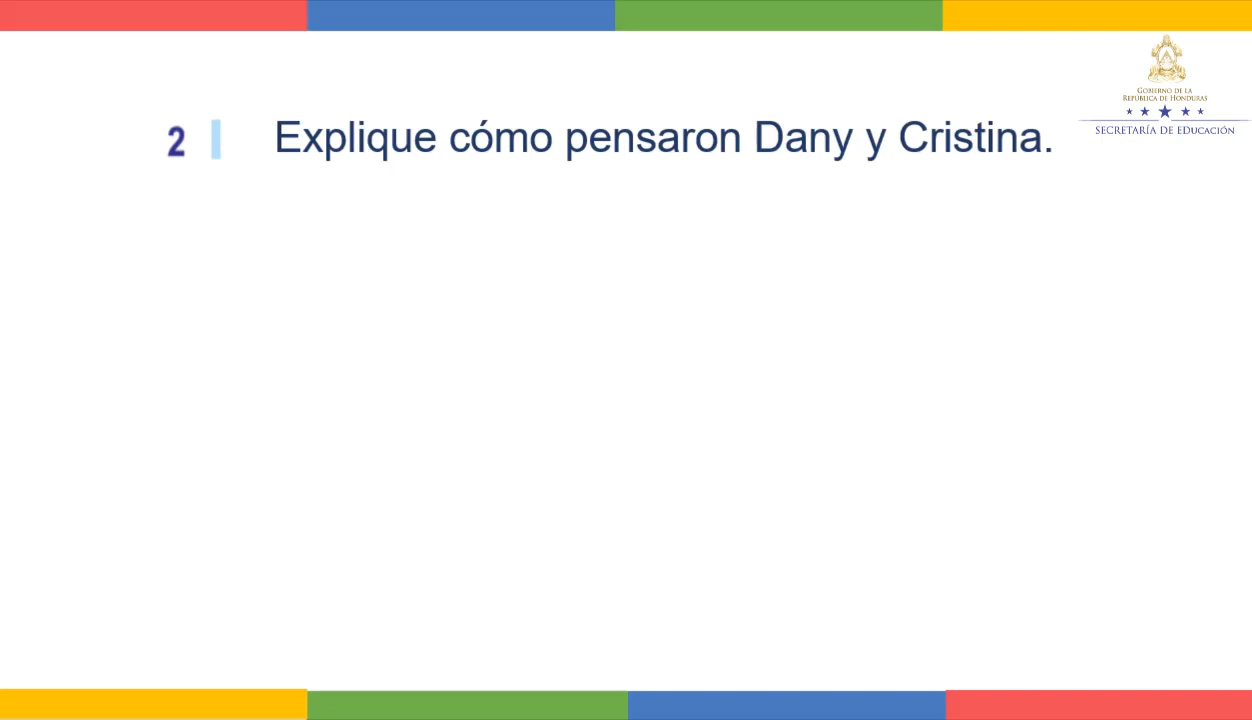 GOBIERNO DE LA
REPÚBLICA DE HONDURAS
SECRETARÍA DE EDUCACIÓN
2 Explique cómo pensaron Dany y Cristina.